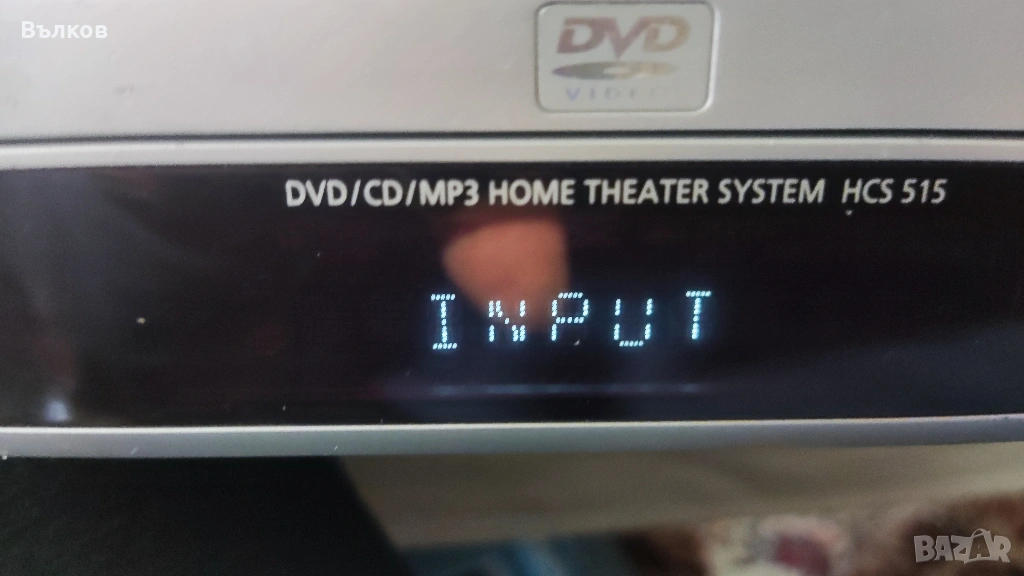 Вълков
DVD
VIDEO
DVD/CD/MP3 HOME THEATER SYSTEM HCS 515
INPUT
BAZAR